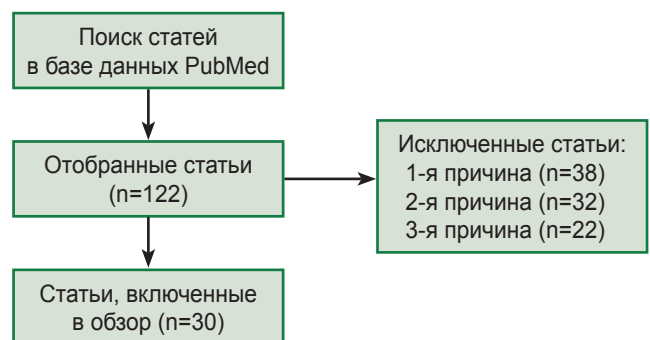 Поиск статей
в базе данных PubMed
Отобранные статьи
(n=122)
Исключенные статьи:
1-я причина (n=38)
2-я причина (n=32)
3-я причина (n=22)
Статьи, включенные
в обзор (n=30)